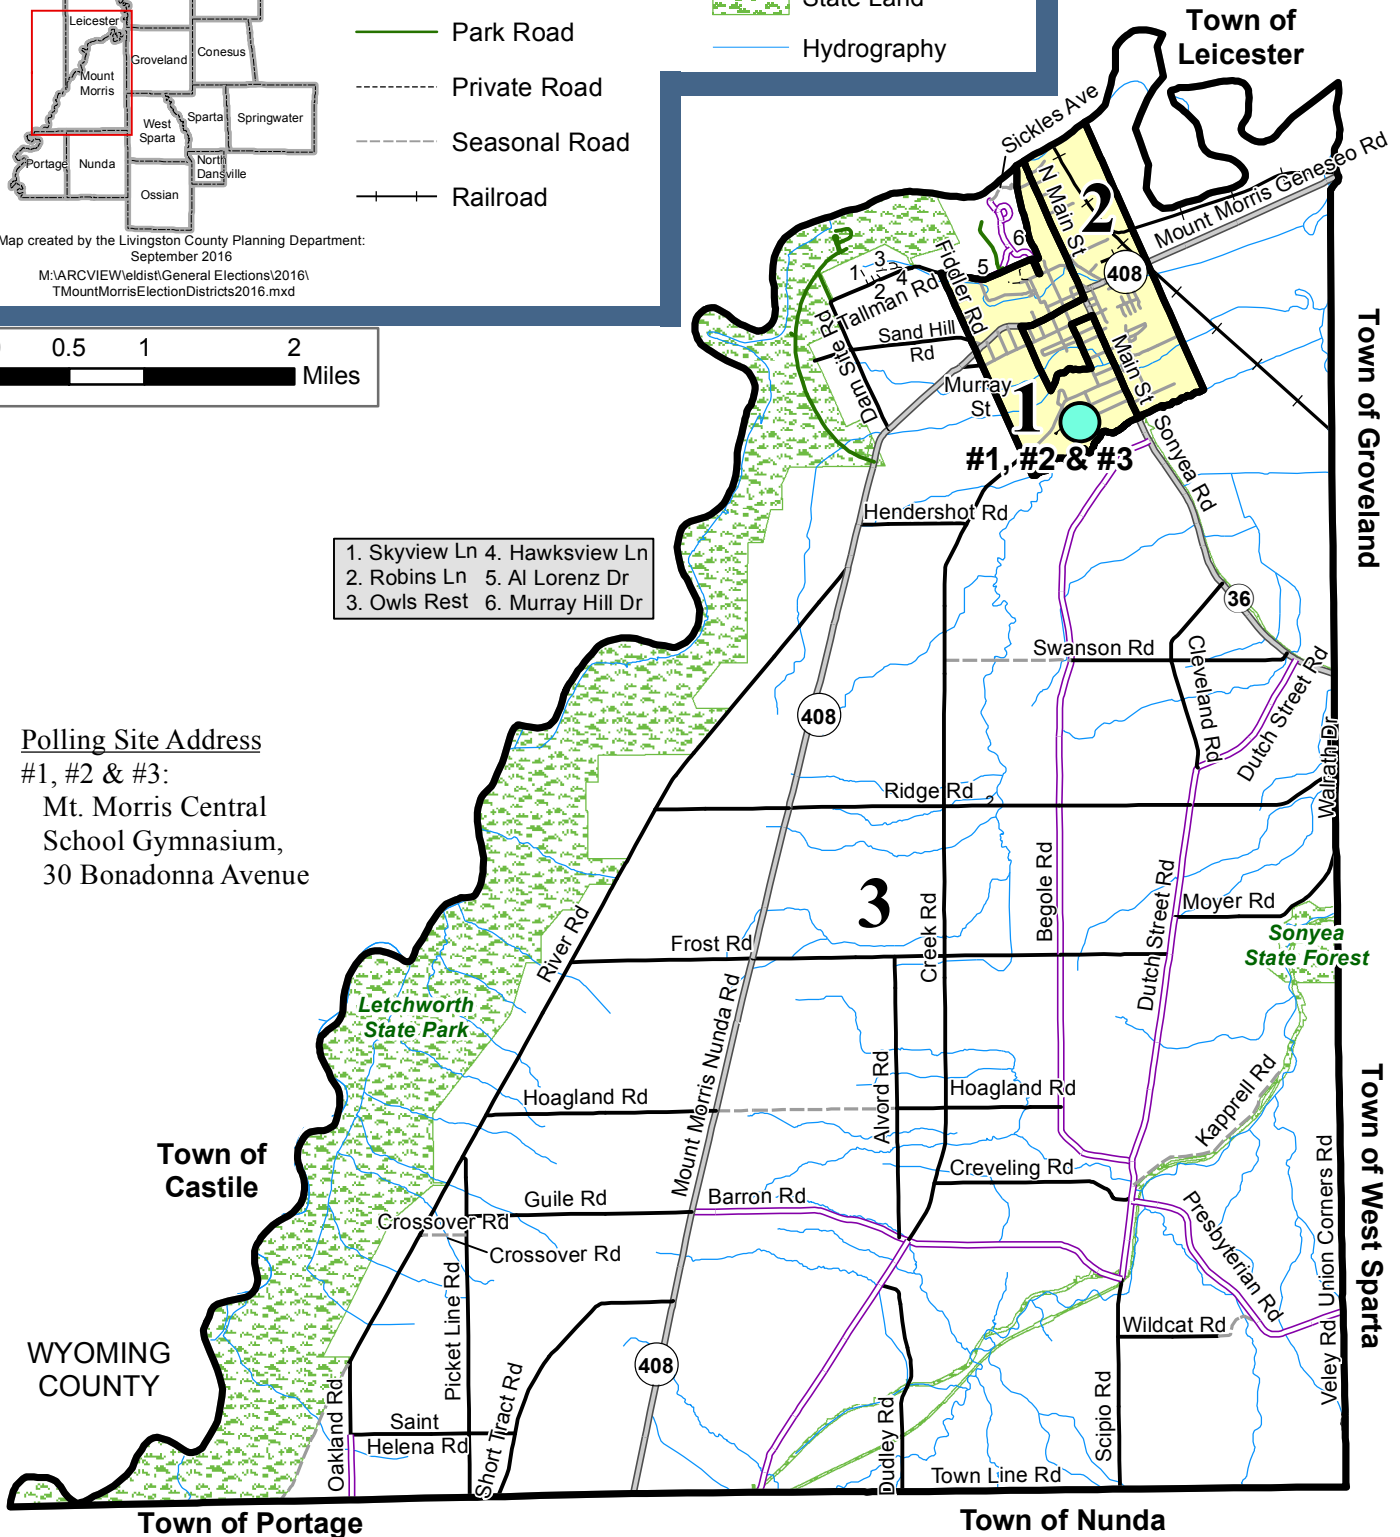 Leicester
Groveland
Conesus
Mount
Morris
West
Sparta
Sparta
Springwater
Portage
Nunda
North
Dansville
Ossian
State Land
Park Road
Hydrography
Private Road
Seasonal Road
Railroad
Map created by the Livingston County Planning Department:
September 2016
M:\ARCVIEW\eldist\General Elections\2016\
TMountMorrisElectionDistricts2016.mxd
0.5 1 2
Miles
Town of
Leicester
Sickles Ave
N Main St
2
Mount Morris Geneseo Rd
408
Fiddler Rd
6
5
3
1
4
2
Tallman Rd
Sand Hill
Rd
Dam Site Rd
Murray
St
Main St
1
#1, #2 & #3
Sonyea Rd
Town of Groveland
Hendershot Rd
1. Skyview Ln 4. Hawksview Ln
2. Robins Ln 5. Al Lorenz Dr
3. Owls Rest 6. Murray Hill Dr
36
Swanson Rd
Cleveland Rd
Dutch Street Rd
408
Walrath Dr
Polling Site Address
#1, #2 & #3:
Mt. Morris Central
School Gymnasium,
30 Bonadonna Avenue
Ridge Rd
3
Begole Rd
Creek Rd
Dutch Street Rd
Moyer Rd
River Rd
Frost Rd
Sonyea
State Forest
Letchworth
State Park
Mount Morris Nunda Rd
Hoagland Rd
Alvord Rd
Hoagland Rd
Kapprell Rd
Town of West Sparta
Town of
Castile
Creveling Rd
Guile Rd
Barron Rd
Crossover Rd
Crossover Rd
Presbyterian Rd
Union Corners Rd
Picket Line Rd
Wildcat Rd
WYOMING
COUNTY
408
Veley Rd
Oakland Rd
Saint
Helena Rd
Short Tract Rd
Dudley Rd
Scipio Rd
Town Line Rd
Town of Portage
Town of Nunda